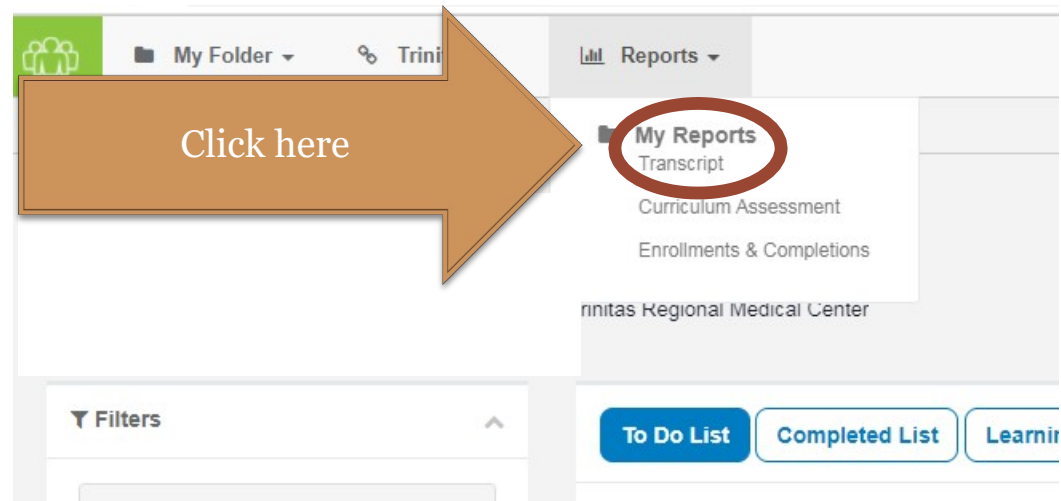 My Folder
Trini
Reports
Click here
My Reports
Transcript
Curriculum Assessment
Enrollments & Completions
rinitas Regional Medical Center
Filters
To Do List
Completed List
Learnin